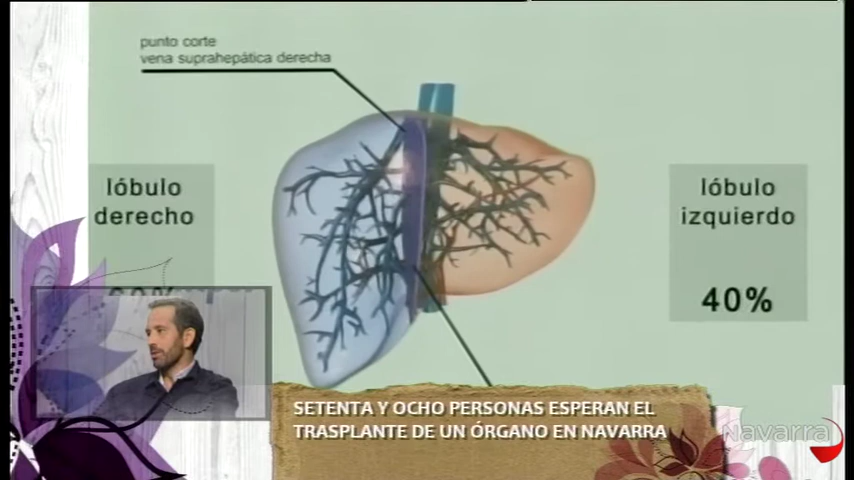 punto corte
vena suprahepática derecha
lóbulo
derecho
lóbulo
izquierdo
40%
SETENTA Y OCHO PERSONAS ESPERAN EL
TRASPLANTE DE UN ÓRGANO EN NAVARRA
Navarra